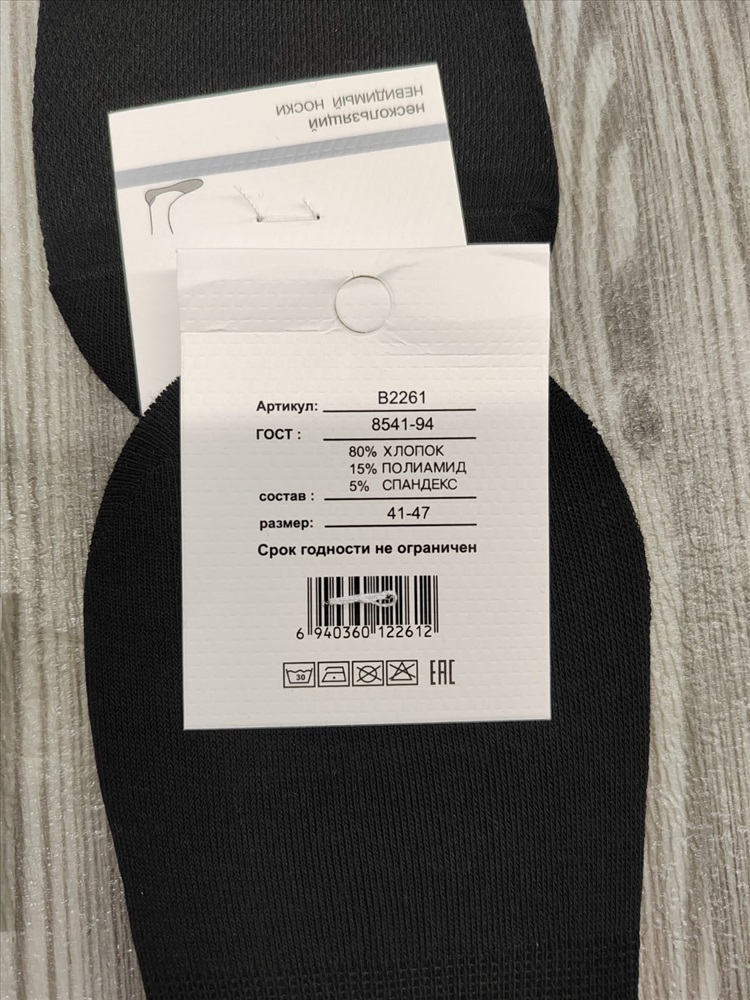 нескользящий
НЕВИДИМЫЙ НОСКИ
Артикул: B2261
ГОСТ : 8541-94
80% ХЛОПОК
15% ПОЛИАМИД
5% СПАНДЕКС
состав :
размер: 41-47
Срок годности не ограничен
6 940360 122612
30
EAC